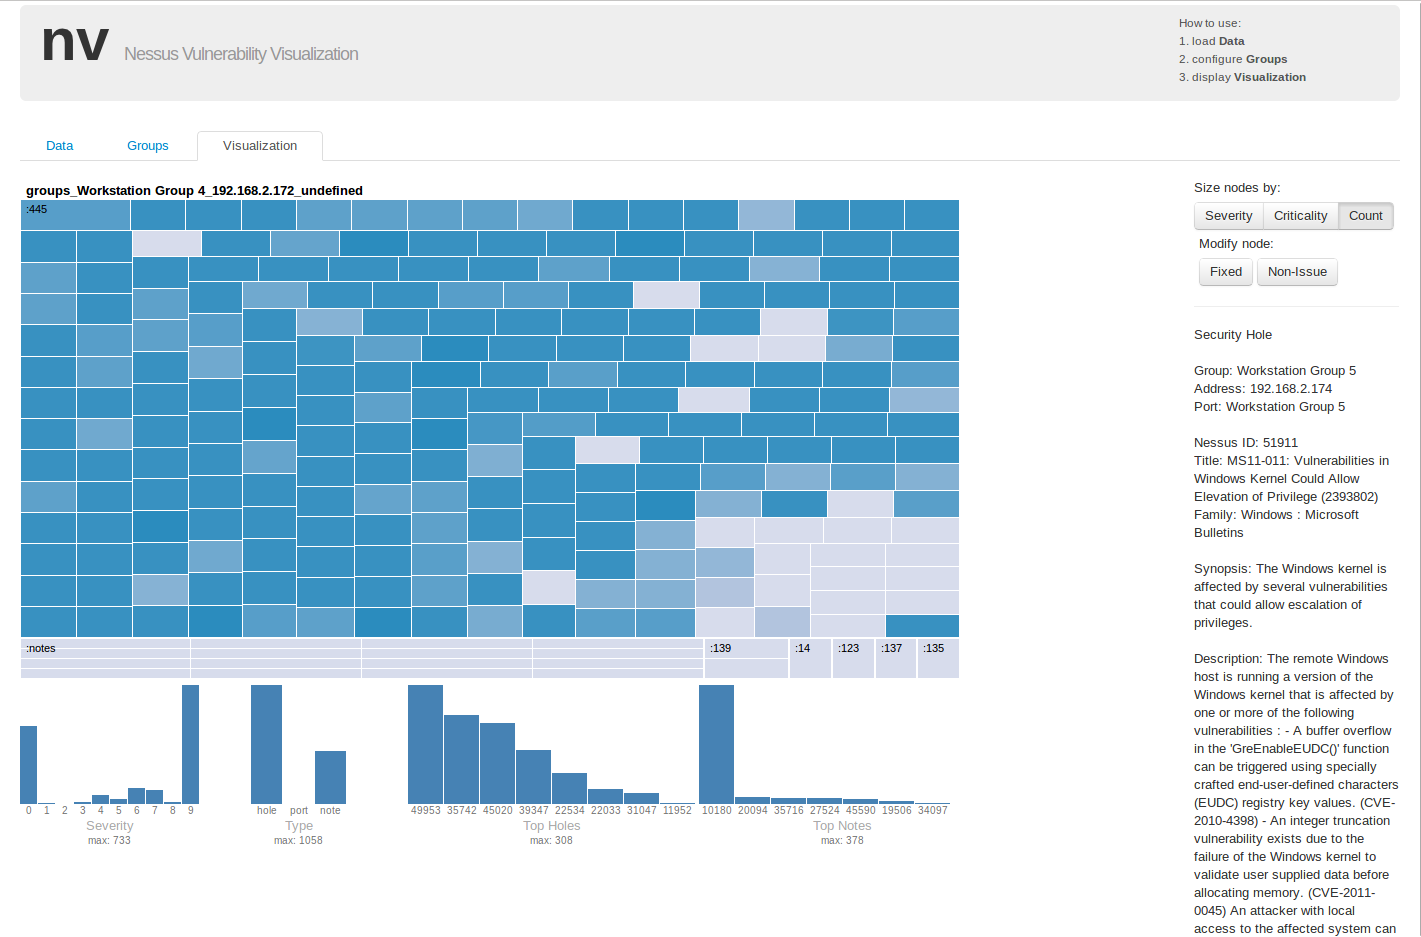 nv Nessus Vulnerability Visualization
How to use:
1. load Data
2. configure Groups
3. display Visualization
Data Groups Visualization
groups_Workstation Group 4_192.168.2.172_undefined
:445
:notes
:139
:14
:123
:137
:135
0 1 2 3 4 5 6 7 8 9
Severity
max: 733
hole port note
Type
max: 1058
49953 35742 45020 39347 22534 22033 31047 11952
Top Holes
max: 308
10180 20094 35716 27524 45590 19506 34097
Top Notes
max: 378
Size nodes by:
Severity Criticality Count
Modify node:
Fixed Non-Issue
Security Hole
Group: Workstation Group 5
Address: 192.168.2.174
Port: Workstation Group 5
Nessus ID: 51911
Title: MS11-011: Vulnerabilities in
Windows Kernel Could Allow
Elevation of Privilege (2393802)
Family: Windows : Microsoft
Bulletins
Synopsis: The Windows kernel is
affected by several vulnerabilities
that could allow escalation of
privileges.
Description: The remote Windows
host is running a version of the
Windows kernel that is affected by
one or more of the following
vulnerabilities : - A buffer overflow
in the 'GreEnableEUDC()' function
can be triggered using specially
crafted end-user-defined characters
(EUDC) registry key values. (CVE-
2010-4398) - An integer truncation
vulnerability exists due to the
failure of the Windows kernel to
validate user supplied data before
allocating memory. (CVE-2011-
0045) An attacker with local
access to the affected system can